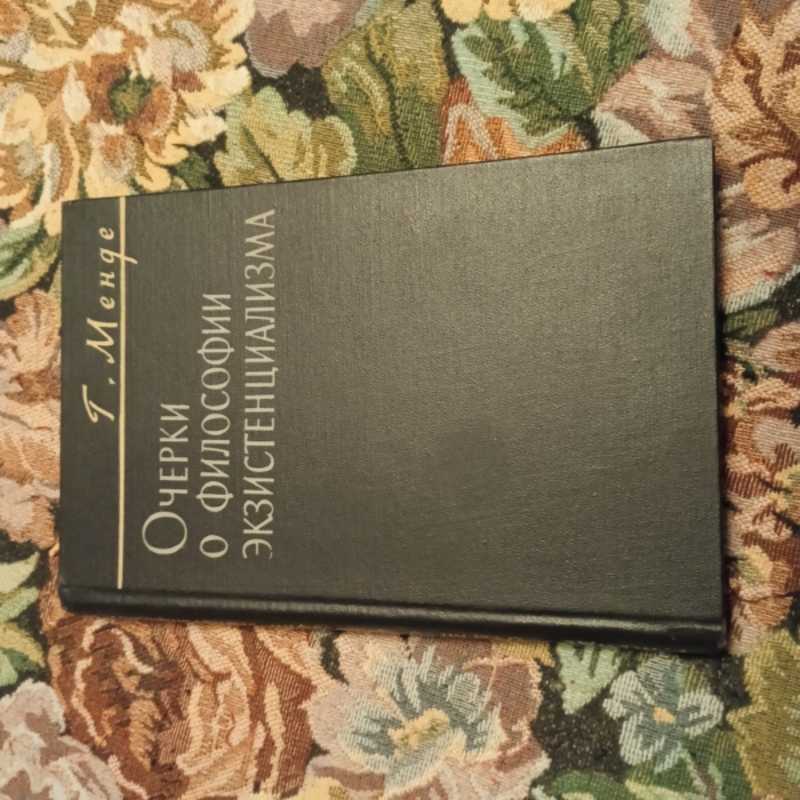 Г. Менде
Очерки
о философии
экзистенциализма